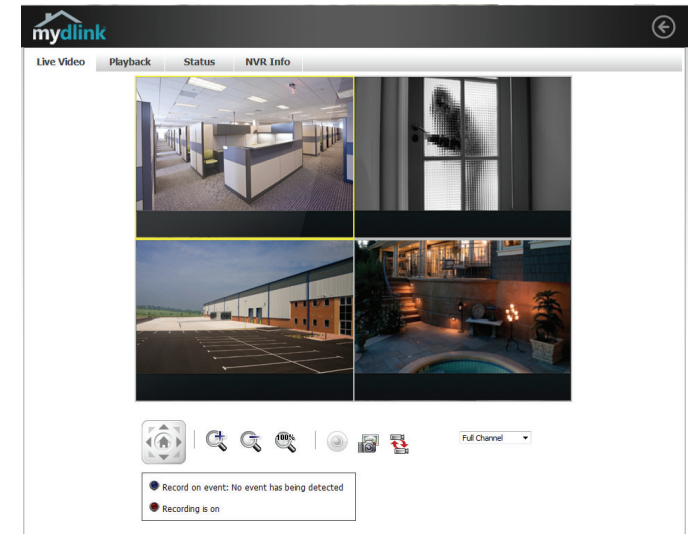 mydlink
Live Video Playback Status NVR Info
100%
Full Channel
Record on event: No event has being detected
Recording is on